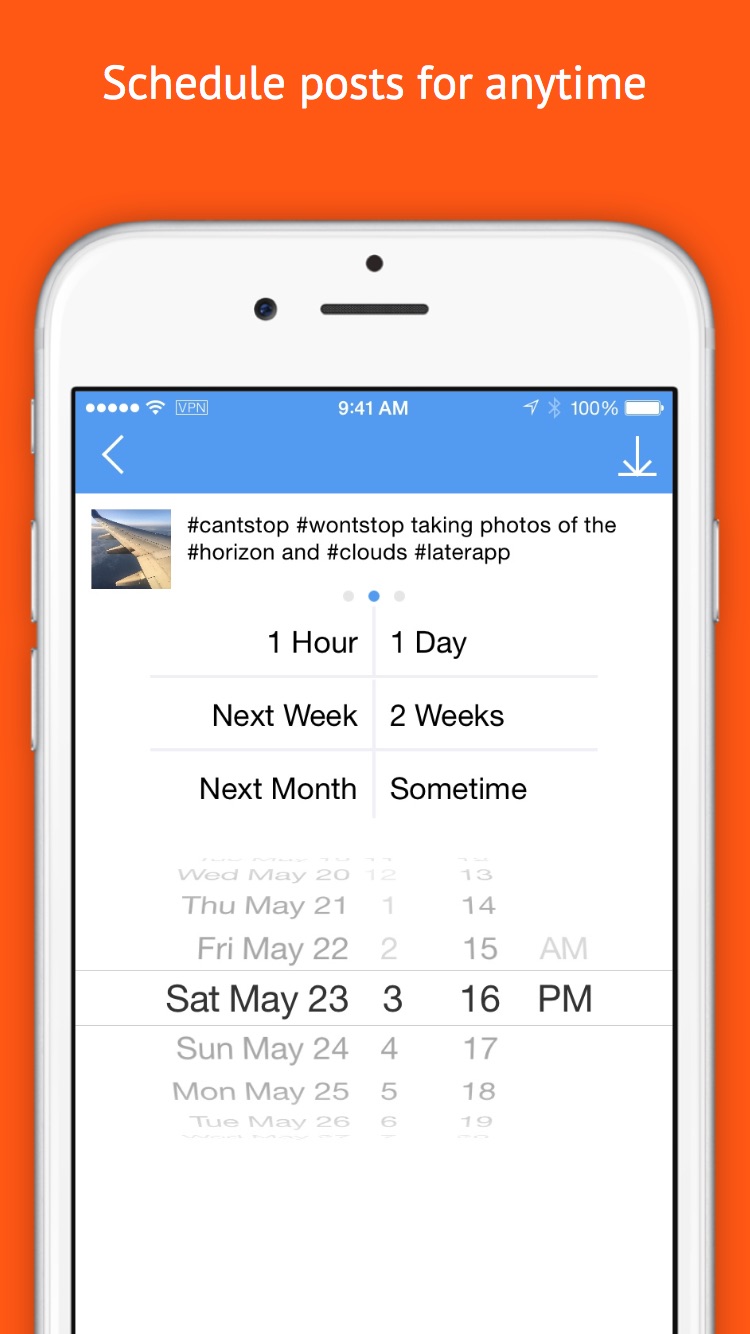 Schedule posts for anytime
VPN 9:41 AM 100%
#cantstop #wontstop taking photos of the
#horizon and #clouds #laterapp
1 Hour 1 Day
Next Week 2 Weeks
Next Month Sometime
Wed May 20 12 13
Thu May 21 1 14
Fri May 22 2 15 AM
Sat May 23 3 16 PM
Sun May 24 4 17
Mon May 25 5 18
Tue May 26 6 19